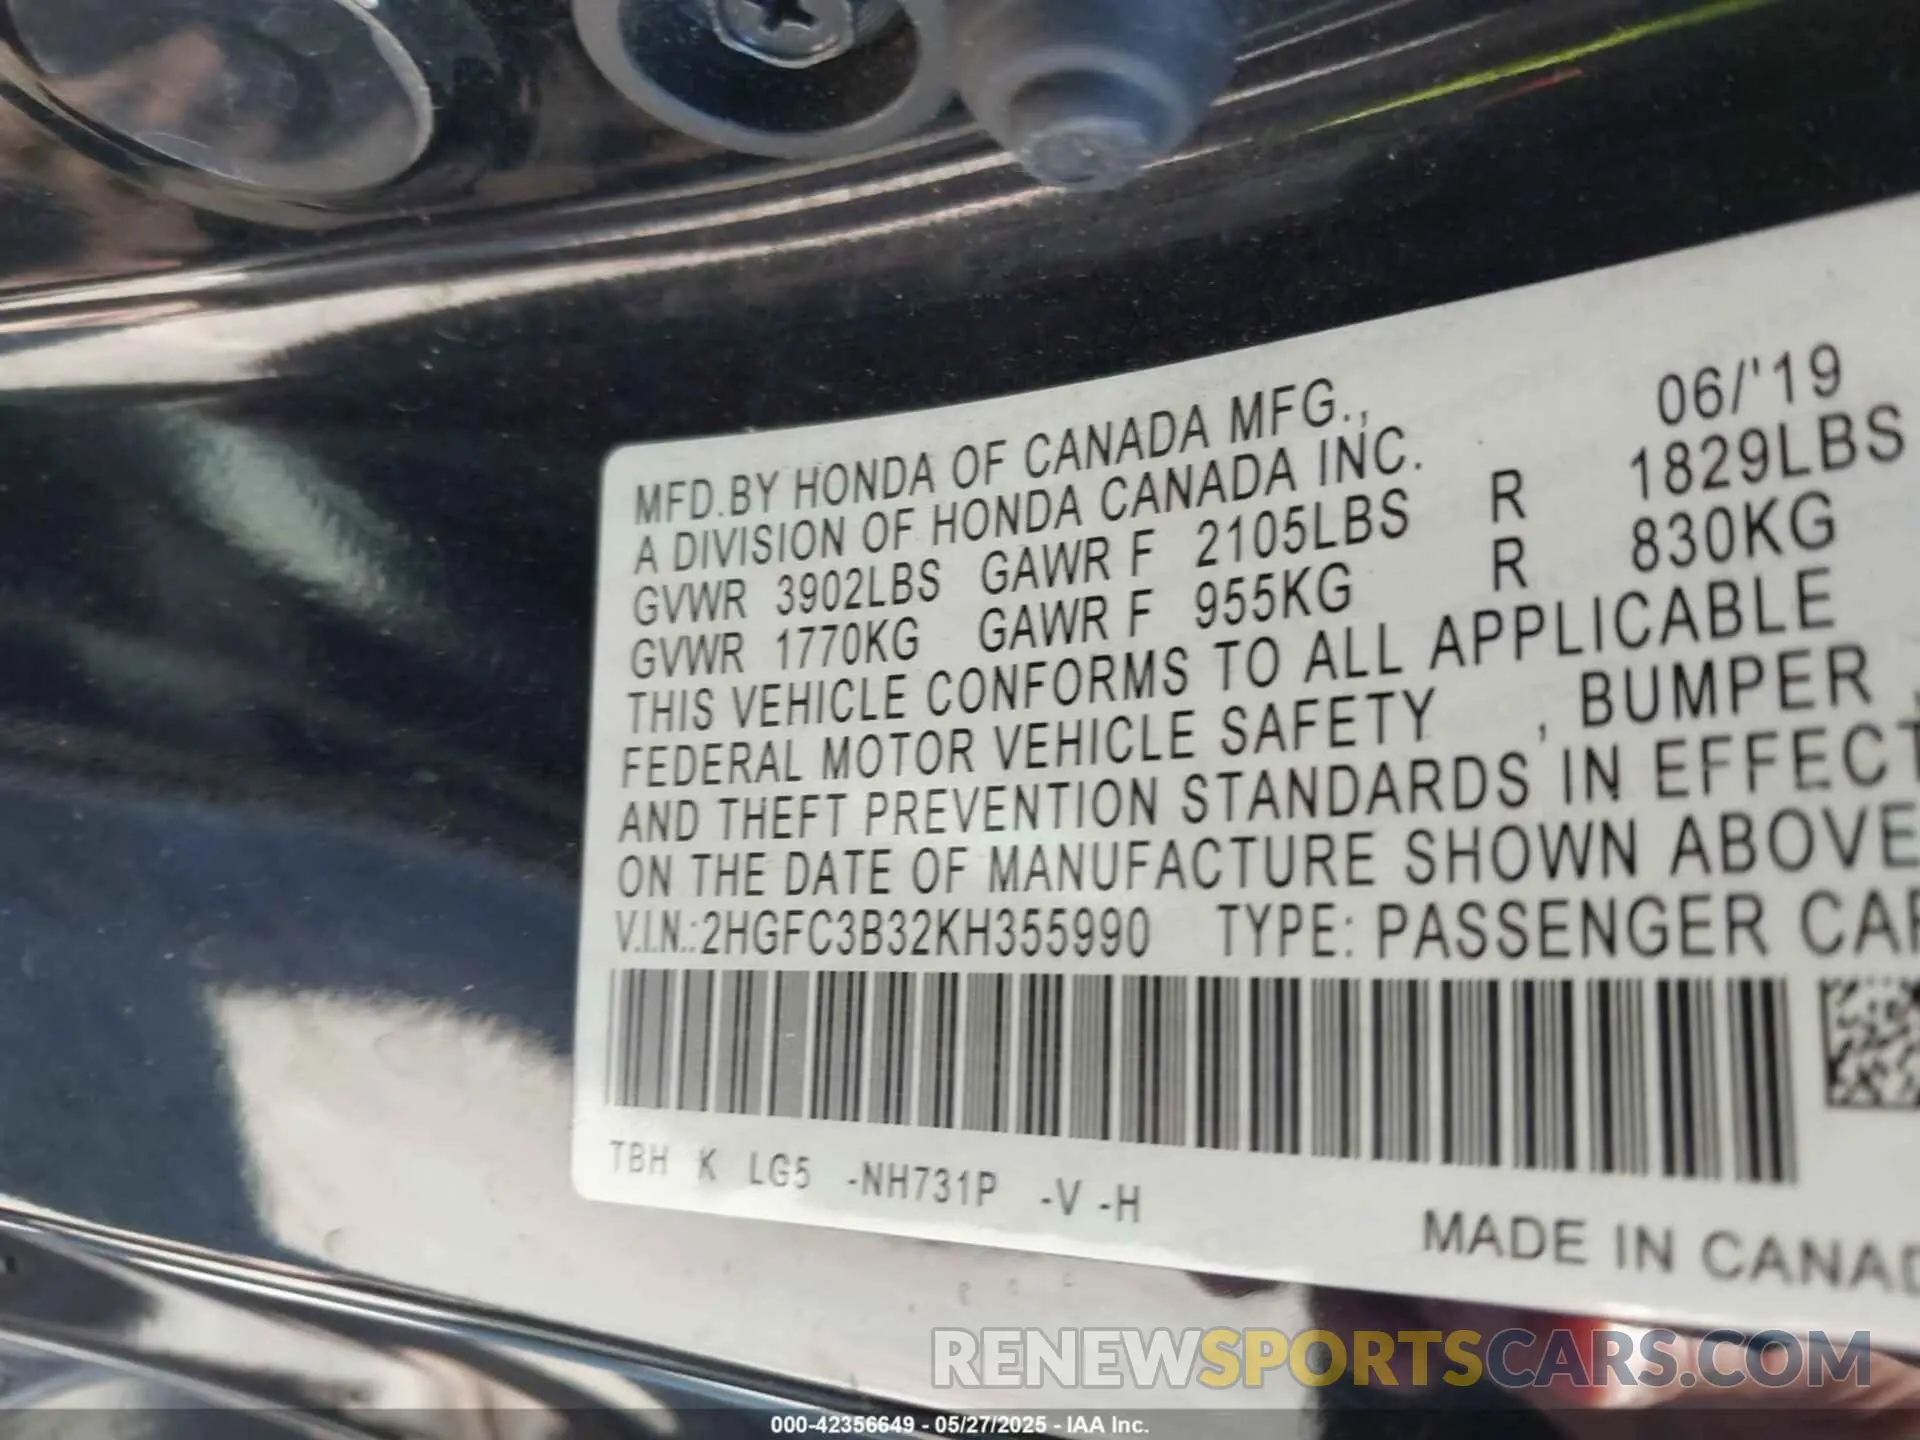 MFD.BY HONDA OF CANADA MFG., 06/'19
A DIVISION OF HONDA CANADA INC.
GVWR 3902LBS GAWR F 2105LBS R 1829LBS
GVWR 1770KG GAWR F 955KG R 830KG
THIS VEHICLE CONFORMS TO ALL APPLICABLE
FEDERAL MOTOR VEHICLE SAFETY , BUMPER ,
AND THEFT PREVENTION STANDARDS IN EFFECT
ON THE DATE OF MANUFACTURE SHOWN ABOVE
V.I.N.:2HGFC3B32KH355990 TYPE: PASSENGER CAR
TBH K LG5 -NH731P -V -H
MADE IN CANAD
RENEWSPORTSCARS.COM
000-42356649 - 05/27/2025 - IAA Inc.